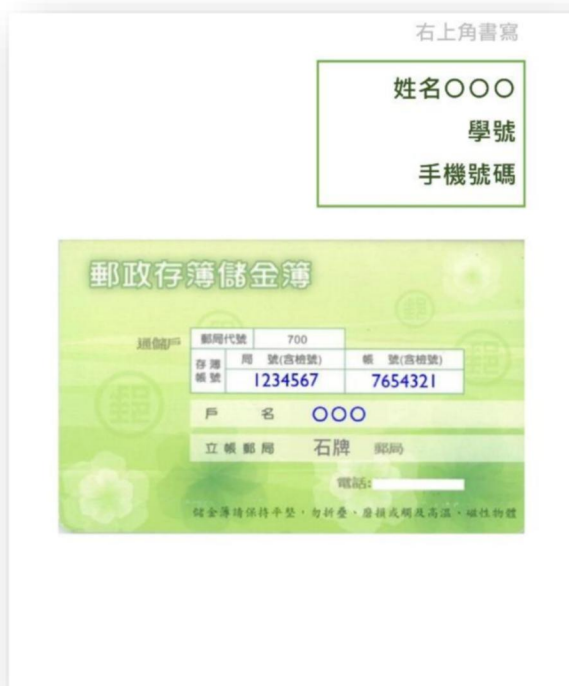 右上角書寫
姓名○○○
學號
手機號碼
郵政存簿儲金簿
通儲戶
郵局代號 700
存簿帳號 局 號(含檢號) 帳 號(含檢號)
1234567 7654321
戶 名 ○○○
立帳郵局 石牌 郵局
電話:
儲金簿請保持平整,勿折疊、磨損或觸及高溫、磁性物體